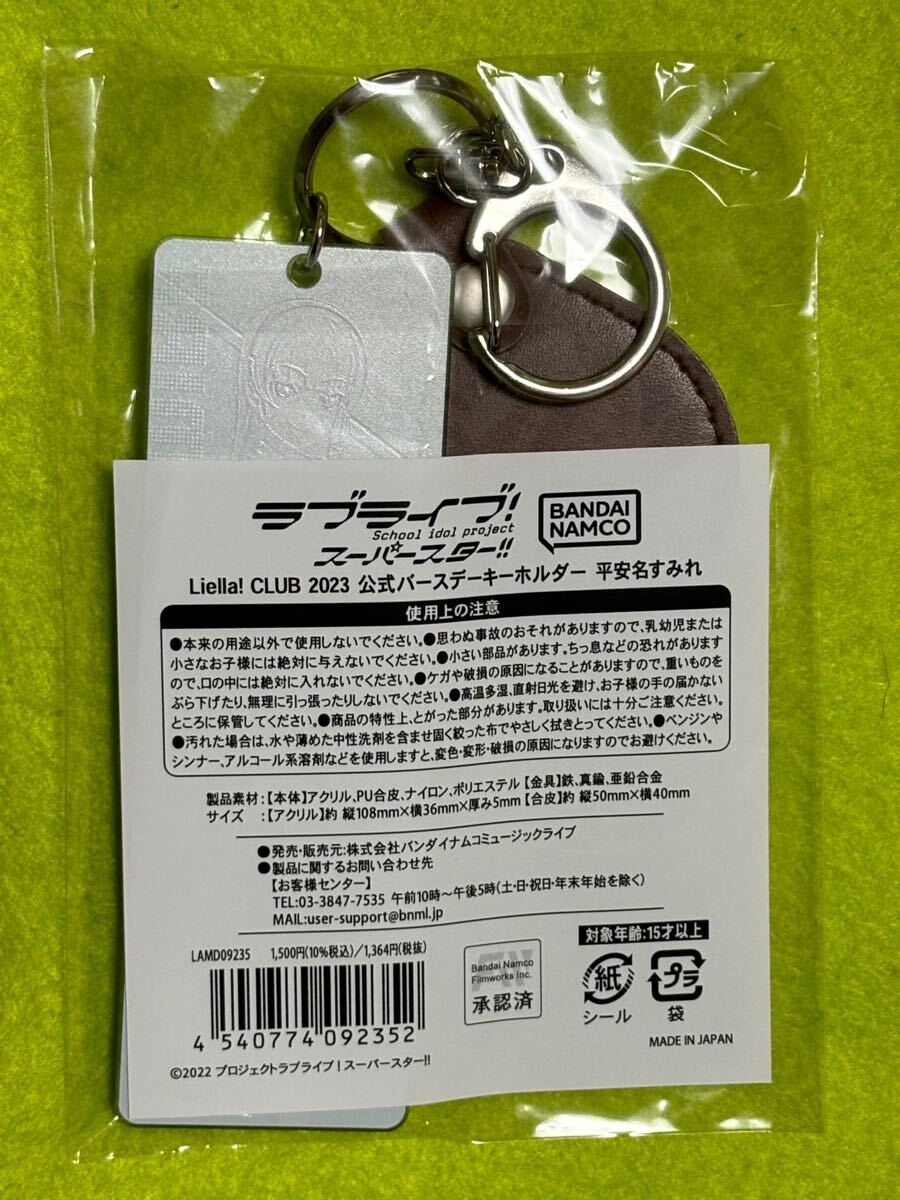 ラブライブ!
School idol project
スーパースター!!
BANDAI
NAMCO
Liella! CLUB 2023 公式バースデーキーホルダー 平安名すみれ
使用上の注意
●本来の用途以外で使用しないでください。●思わぬ事故のおそれがありますので、乳幼児または
小さなお子様には絶対に与えないでください。●小さい部品があります。ちっ息などの恐れがあります
ので、口の中には絶対に入れないでください。●ケガや破損の原因になることがありますので、重いものを
ぶら下げたり、無理に引っ張ったりしないでください。●高温多湿、直射日光を避け、お子様の手の届かない
ところに保管してください。●商品の特性上、とがった部分があります。取り扱いには十分ご注意ください。
●汚れた場合は、水や薄めた中性洗剤を含ませ固く絞った布でやさしく拭きとってください。●ベンジンや
シンナー、アルコール系溶剤などを使用しますと、変色・変形・破損の原因になりますのでお避けください。
製品素材:【本体】アクリル、PU合皮、ナイロン、ポリエステル 【金具】鉄、真鍮、亜鉛合金
サイズ :【アクリル】約 縦108mm×横36mm×厚み5mm 【合皮】約 縦50mm×横40mm
●発売・販売元:株式会社バンダイナムコミュージックライブ
●製品に関するお問い合わせ先
【お客様センター】
TEL:03-3847-7535 午前10時〜午後5時(土・日・祝日・年末年始を除く)
MAIL:user-support@bnml.jp
対象年齢:15才以上
LAMD09235 1,500円(10%税込)/1,364円(税抜)
Bandai Namco
Filmworks Inc.
承認済
紙
シール
プラ
袋
4 540774 092352
MADE IN JAPAN
©2022 プロジェクトラブライブ!スーパースター!!